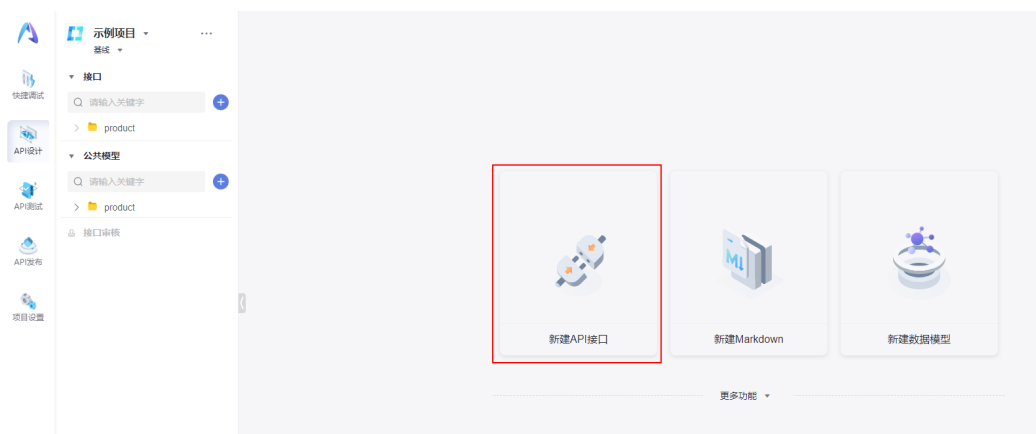 示例项目
基线
快捷调试
API设计
API测试
API发布
项目设置
接口
请输入关键字
product
公共模型
请输入关键字
product
接口审核
新建API接口
新建Markdown
新建数据模型
更多功能